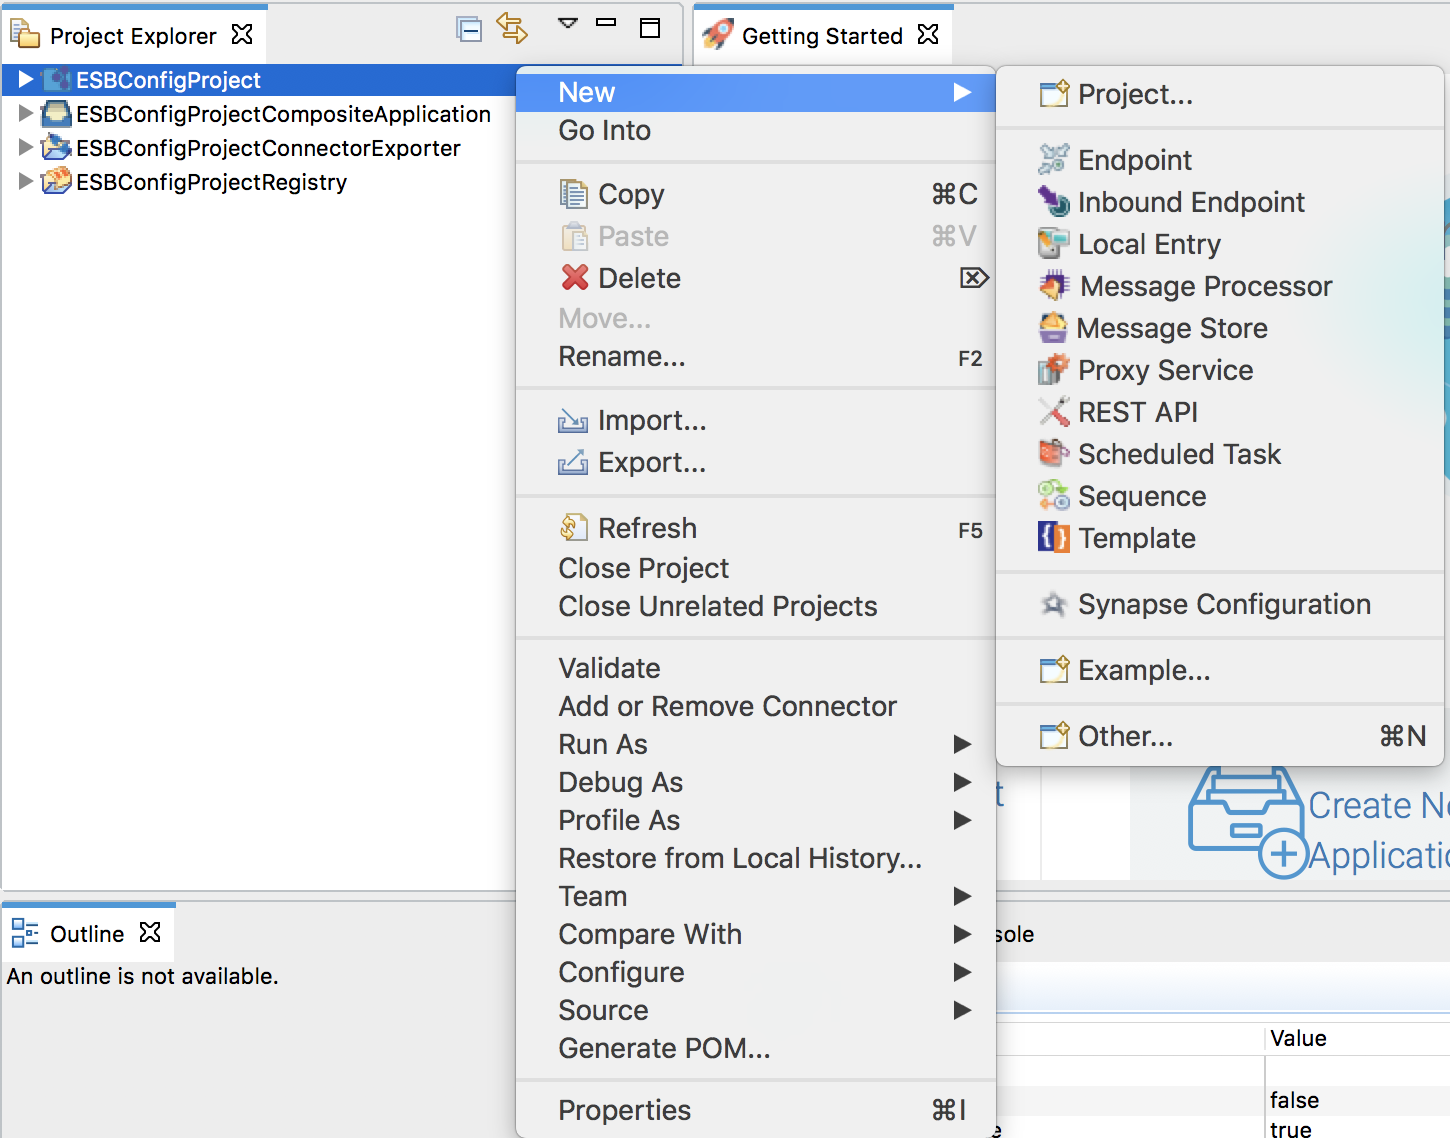 Project Explorer
Getting Started
ESBConfigProject
ESBConfigProjectCompositeApplication
ESBConfigProjectConnectorExporter
ESBConfigProjectRegistry
New
Go Into
Copy ⌘C
Paste ⌘V
Delete ⌦
Move...
Rename... F2
Import...
Export...
Refresh F5
Close Project
Close Unrelated Projects
Validate
Add or Remove Connector
Run As
Debug As
Profile As
Restore from Local History...
Team
Compare With
Configure
Source
Generate POM...
Properties ⌘I
Project...
Endpoint
Inbound Endpoint
Local Entry
Message Processor
Message Store
Proxy Service
REST API
Scheduled Task
Sequence
Template
Synapse Configuration
Example...
Other... ⌘N
Create
Outline
An outline is not available.
Value
false
true